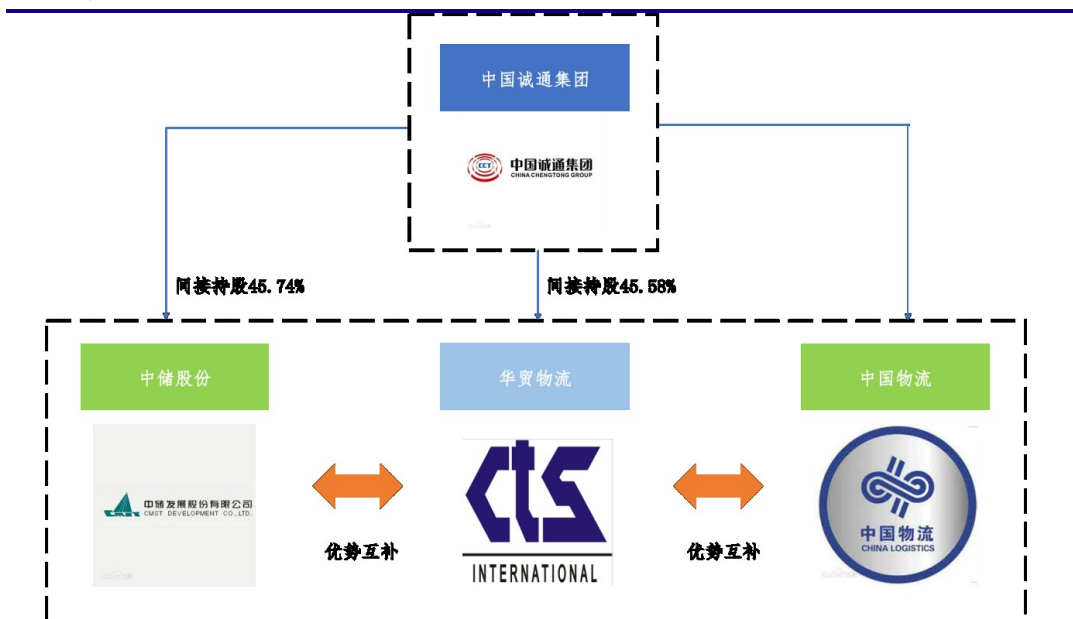 中国诚通集团
CCT
中国诚通集团
CHINA CHENGTONG GROUP
间接持股45.74%
间接持股45.58%
中储股份
华贸物流
中国物流
中储发展股份有限公司
CMST DEVELOPMENT CO.,LTD.
优势互补
cts
INTERNATIONAL
优势互补
中国物流
CHINA LOGISTICS